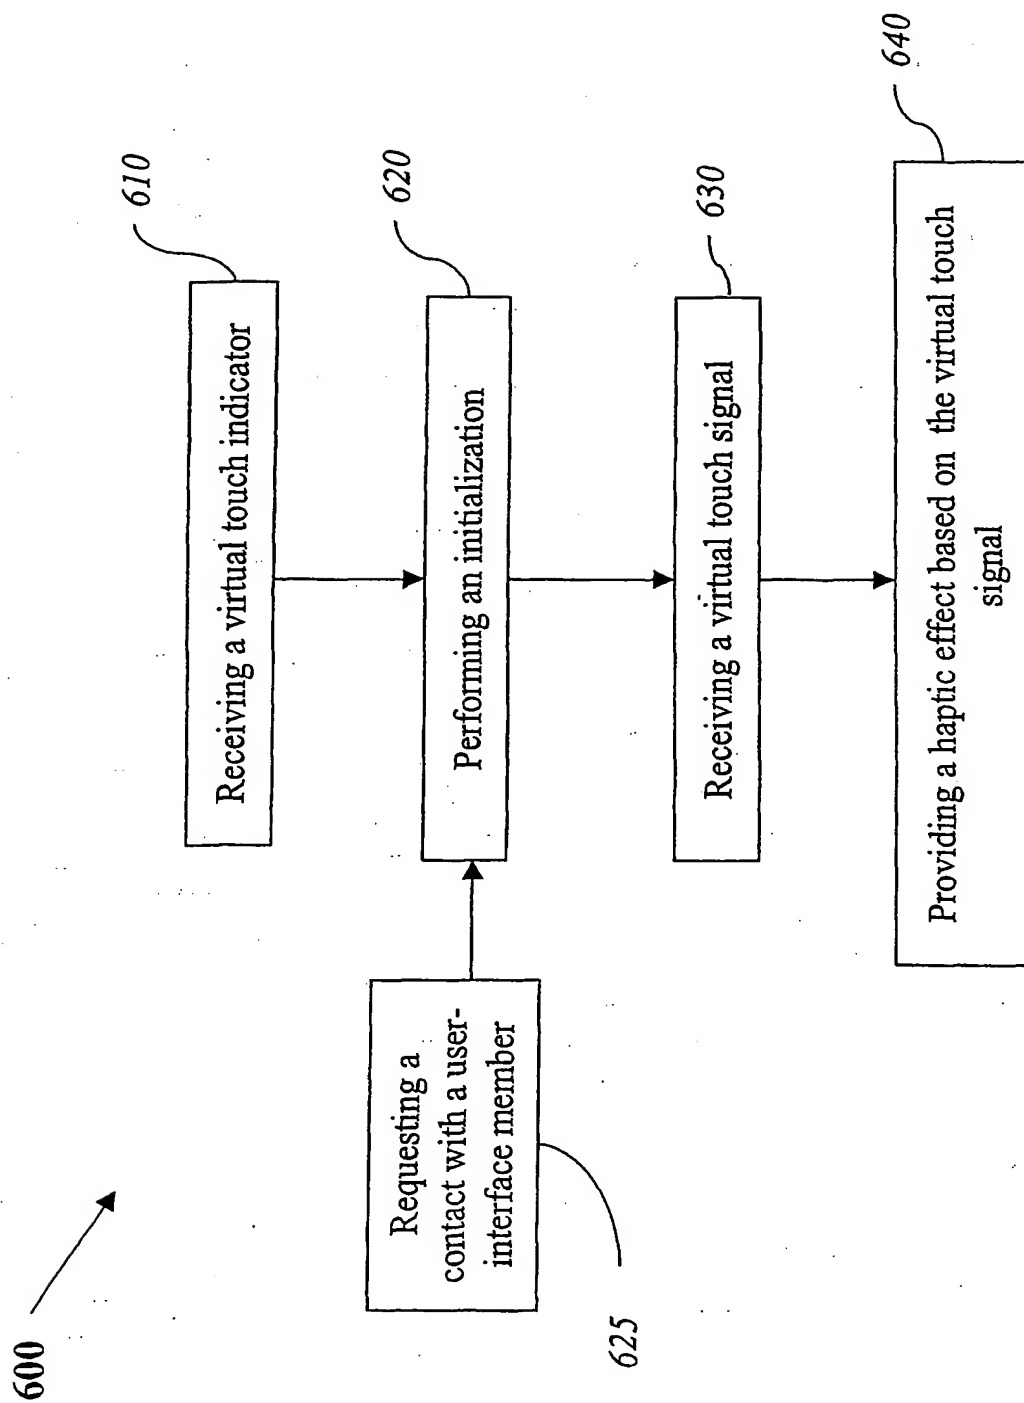 600
610
Receiving a virtual touch indicator
620
Performing an initialization
Requesting a
contact with a user-
interface member
625
630
Receiving a virtual touch signal
640
Providing a haptic effect based on the virtual touch
signal